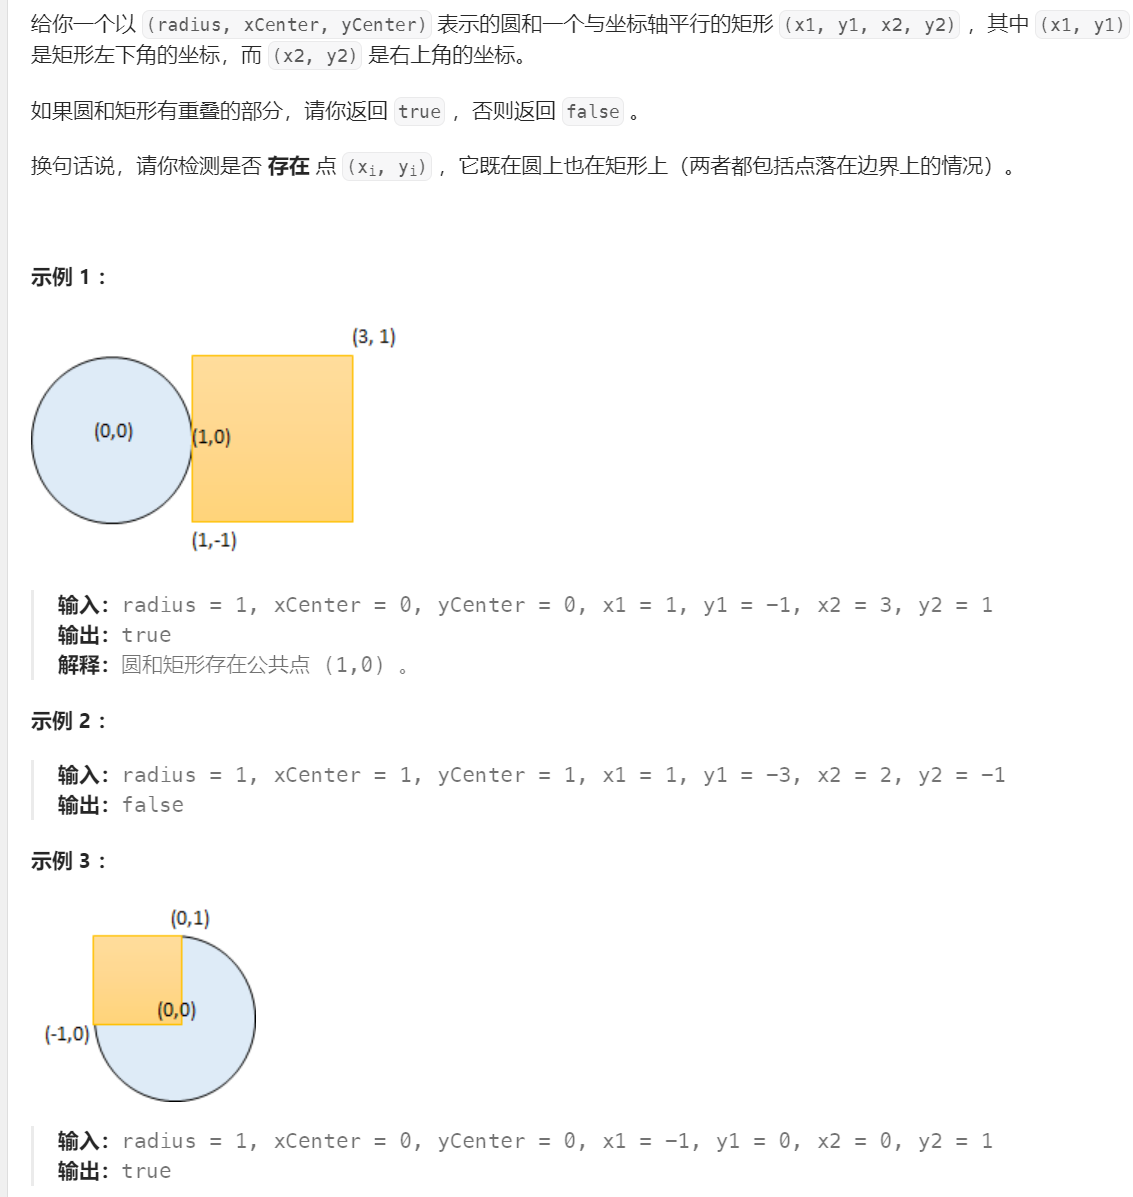 给你一个以 (radius, xCenter, yCenter) 表示的圆和一个与坐标轴平行的矩形 (x1, y1, x2, y2) ，其中 (x1, y1)
是矩形左下角的坐标，而 (x2, y2) 是右上角的坐标。
如果圆和矩形有重叠的部分，请你返回 true ，否则返回 false 。
换句话说，请你检测是否 存在 点 (xi, yi) ，它既在圆上也在矩形上（两者都包括点落在边界上的情况）。
示例 1 ：
(3, 1)
(0,0)
(1,0)
(1,-1)
输入：radius = 1, xCenter = 0, yCenter = 0, x1 = 1, y1 = -1, x2 = 3, y2 = 1
输出：true
解释：圆和矩形存在公共点 (1,0) 。
示例 2 ：
输入：radius = 1, xCenter = 1, yCenter = 1, x1 = 1, y1 = -3, x2 = 2, y2 = -1
输出：false
示例 3 ：
(0,1)
(0,0)
(-1,0)
输入：radius = 1, xCenter = 0, yCenter = 0, x1 = -1, y1 = 0, x2 = 0, y2 = 1
输出：true